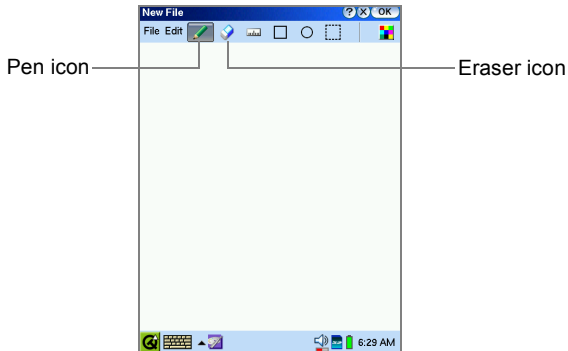 New File ? X OK
File Edit
Pen icon
Eraser icon
6:29 AM